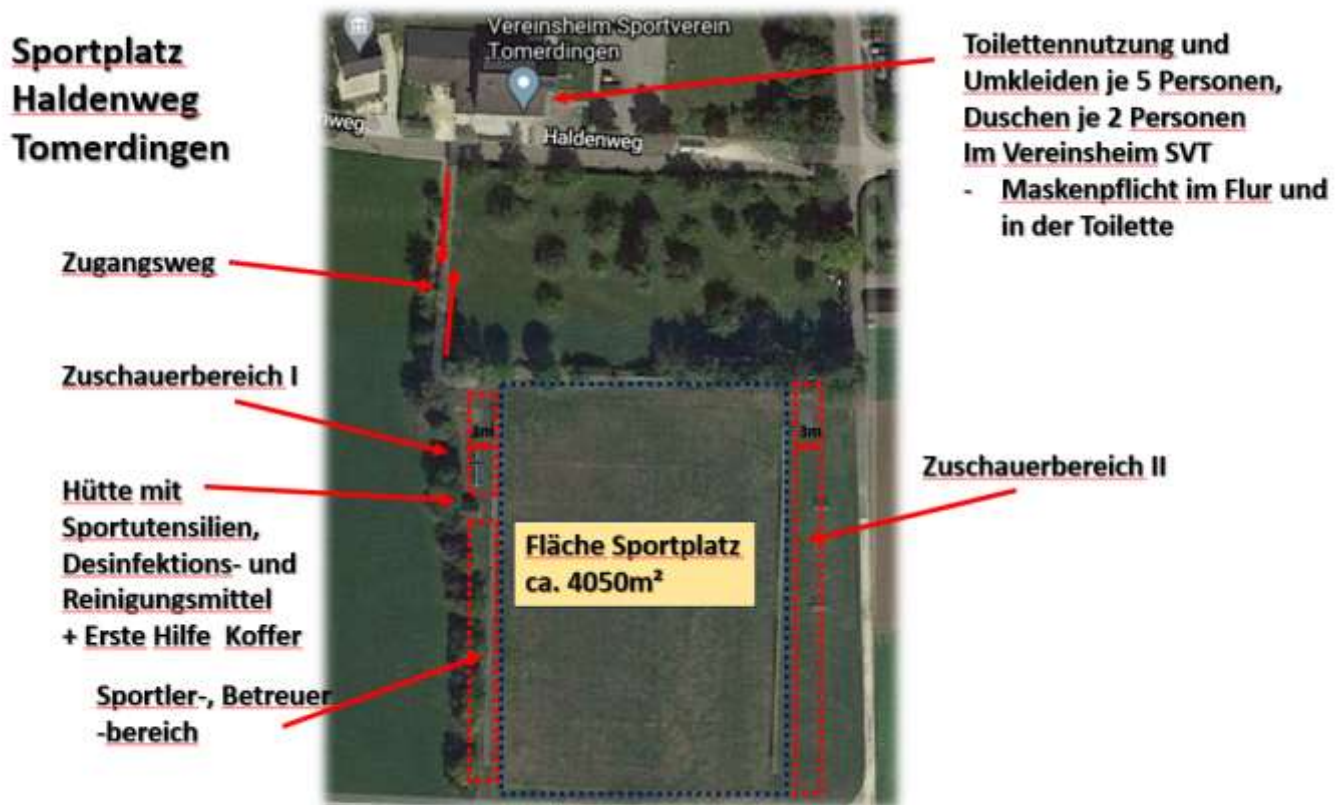 Sportplatz
Haldenweg
Tomerdingen
Vereinsheim Sportverein
Tomerdingen
nweg
Haldenweg
Toilettennutzung und
Umkleiden je 5 Personen,
Duschen je 2 Personen
Im Vereinsheim SVT
- Maskenpflicht im Flur und
in der Toilette
Zugangsweg
Zuschauerbereich I
3m
3m
Zuschauerbereich II
Hütte mit
Sportutensilien,
Desinfektions- und
Reinigungsmittel
+ Erste Hilfe Koffer
Fläche Sportplatz
ca. 4050m²
Sportler-, Betreuer
-bereich